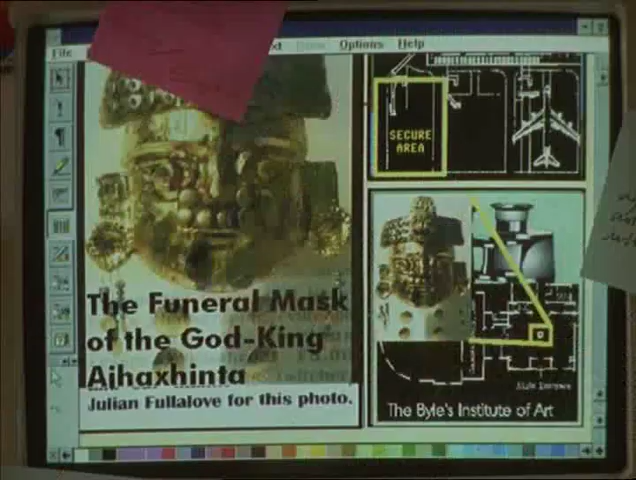 File
Options Help
SECURE
AREA
The Funeral Mask
of the God-King
Aihaxhinta
Julian Fullalove for this photo.
The Byle's Institute of Art